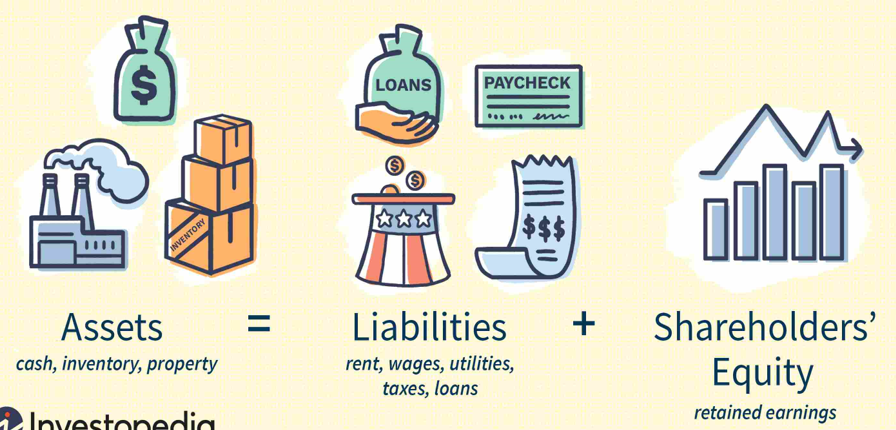 $
LOANS
PAYCHECK
$
$
INVENTORY
$$$
Assets = Liabilities + Shareholders’
Equity
cash, inventory, property
rent, wages, utilities,
taxes, loans
retained earnings
Investopedia